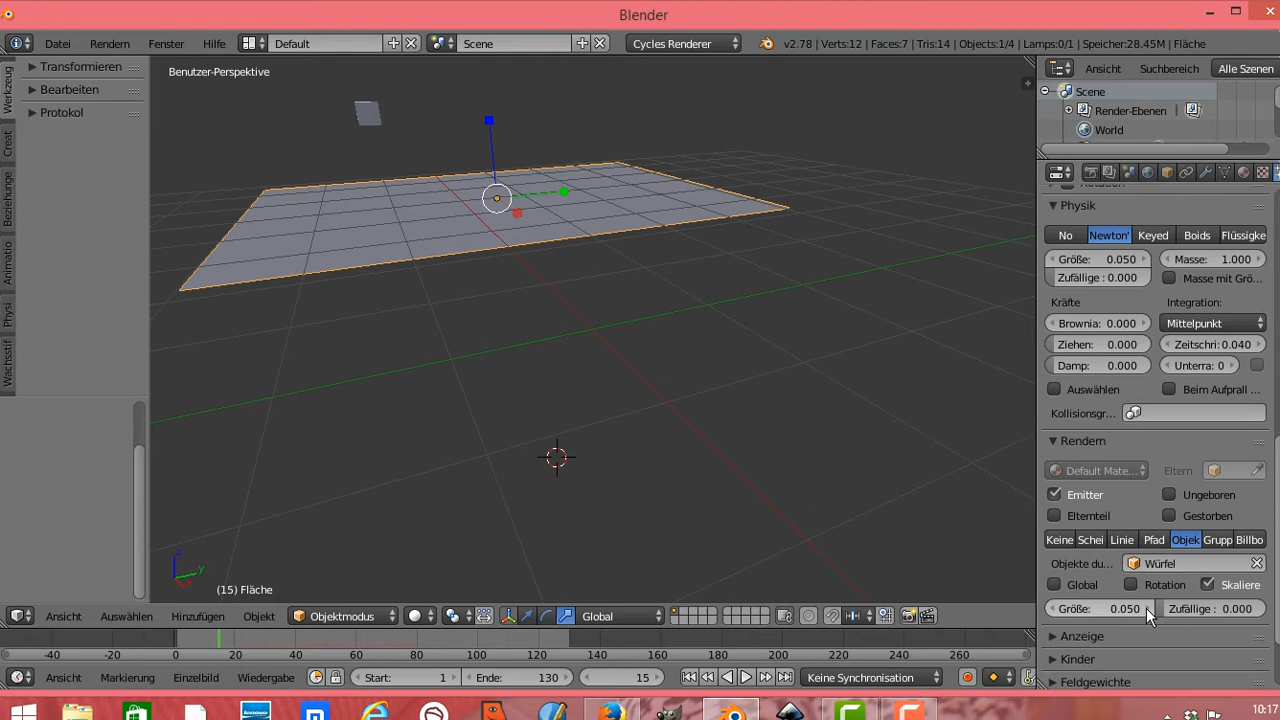 Blender
Datei Rendern Fenster Hilfe Default Scene Cycles Renderer v2.78 | Verts:12 | Faces:7 | Tris:14 | Objects:1/4 | Lamps:0/1 | Speicher:28.45M | Fläche
Transformieren
Bearbeiten
Protokol
Werkzeug
Creat
Beziehunge
Animatio
Physi
Wachsstif
Benutzer-Perspektive
z
y
(15) Fläche
Ansicht Auswählen Hinzufügen Objekt Objektmodus Global
-40 -20 0 20 40 60 80 100 120 140 160 180 200 220 240 260
Ansicht Markierung Einzelbild Wiedergabe Start: 1 Ende: 130 15 Keine Synchronisation
Ansicht Suchbereich Alle Szenen
Scene
Render-Ebenen
World
Physik
No Newton' Keyed Boids Flüssigke
Größe: 0.050 Masse: 1.000
Zufällige : 0.000 Masse mit Grö...
Kräfte Integration:
Brownia: 0.000 Mittelpunkt
Ziehen: 0.000 Zeitschri: 0.040
Damp: 0.000 Unterra: 0
Auswählen Beim Aufprall ...
Kollisionsgr...
Rendern
Default Mate... Eltern
Emitter Ungeboren
Elternteil Gestorben
Keine Schei Linie Pfad Objek Grupp Billbo
Objekte du... Würfel
Global Rotation Skaliere
Größe: 0.050 Zufällige : 0.000
Anzeige
Kinder
Feldgewichte
10:17